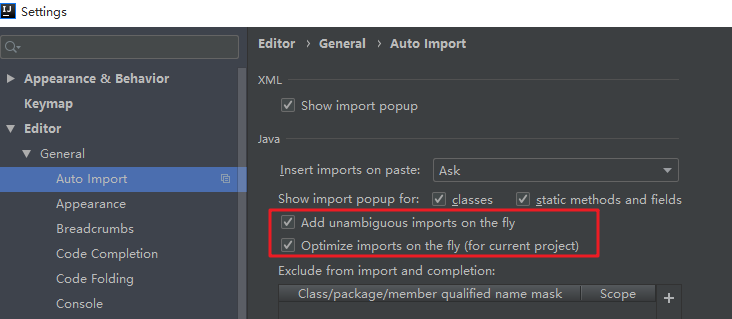 IJ Settings
Editor › General › Auto Import
Appearance & Behavior
Keymap
Editor
General
Auto Import
Appearance
Breadcrumbs
Code Completion
Code Folding
Console
XML
Show import popup
Java
Insert imports on paste: Ask
Show import popup for: classes static methods and fields
Add unambiguous imports on the fly
Optimize imports on the fly (for current project)
Exclude from import and completion:
Class/package/member qualified name mask Scope +